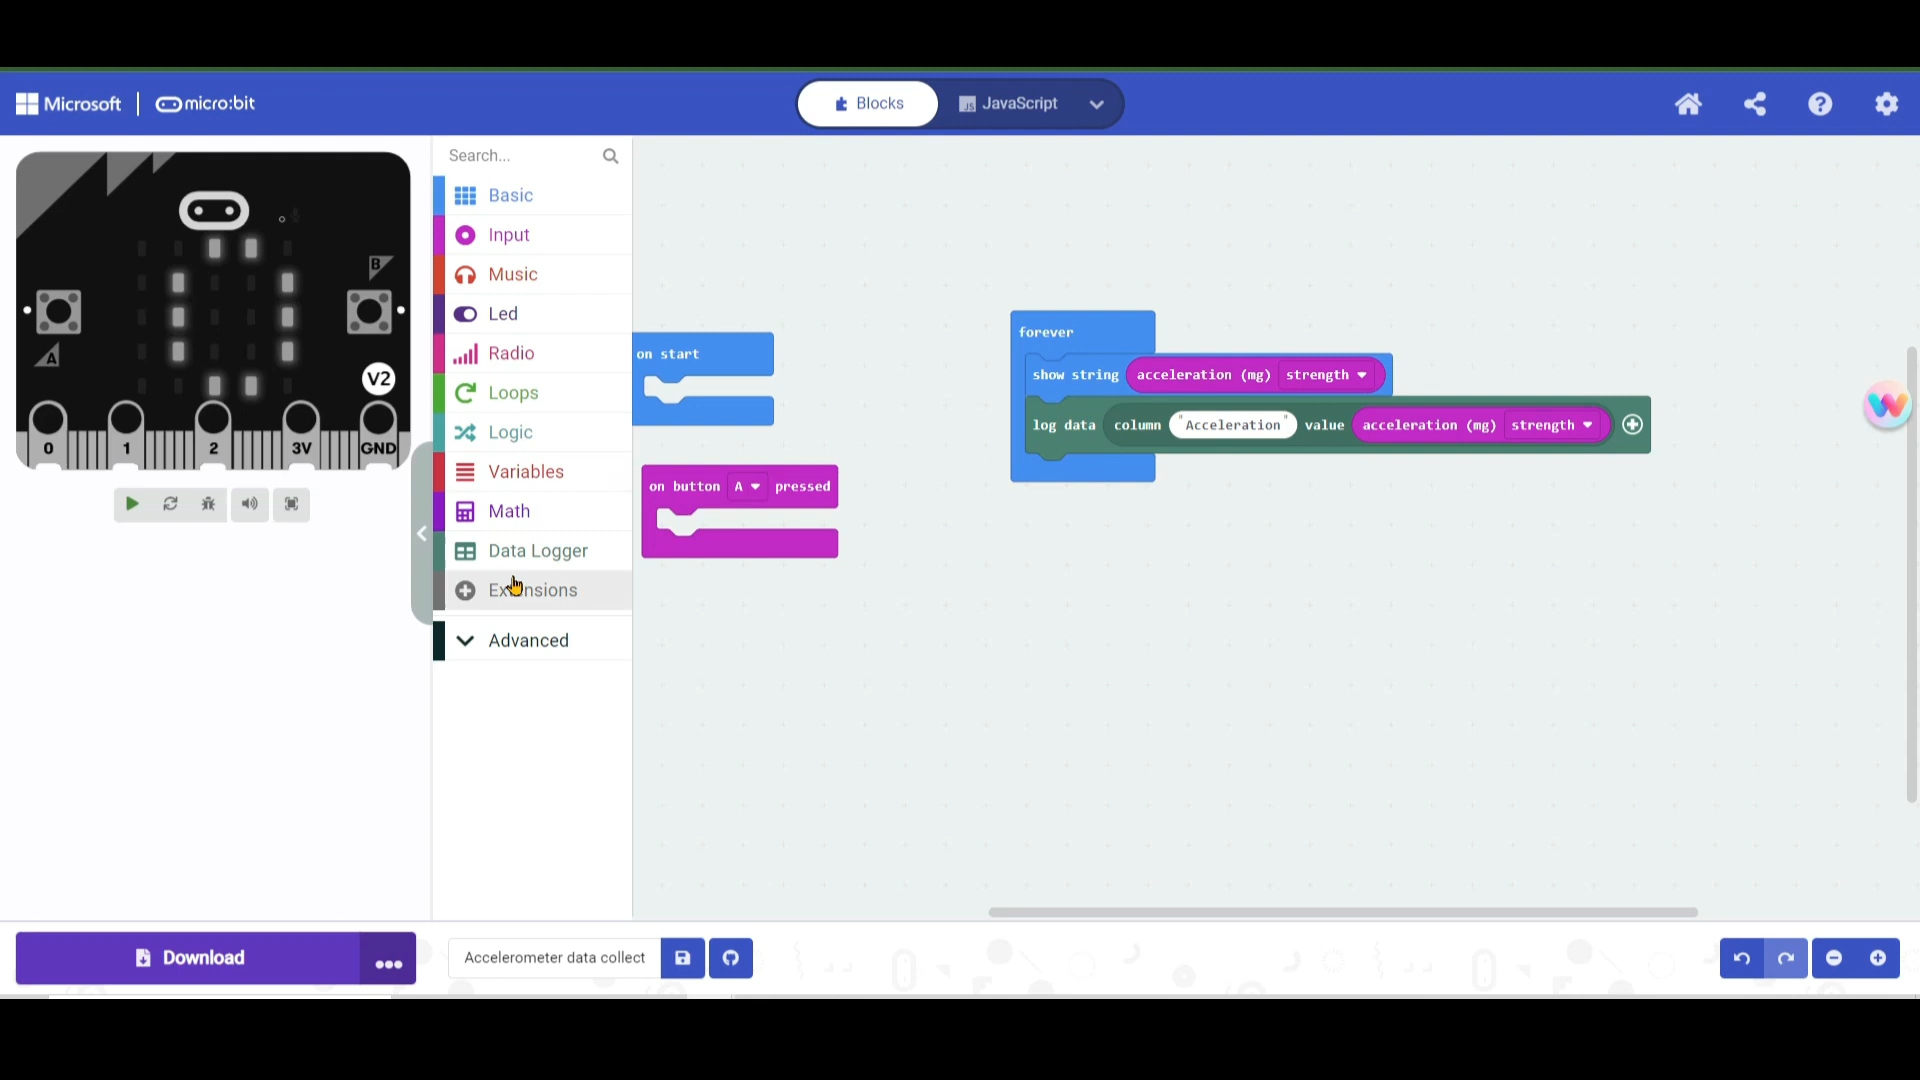 Microsoft | micro:bit
Blocks
JavaScript
Search...
Basic
Input
Music
Led
Radio
Loops
Logic
Variables
Math
Data Logger
Extensions
Advanced
B
A
V2
0 1 2 3V GND
on start
on button A pressed
forever
show string acceleration (mg) strength
log data column "Acceleration" value acceleration (mg) strength
Download
Accelerometer data collect